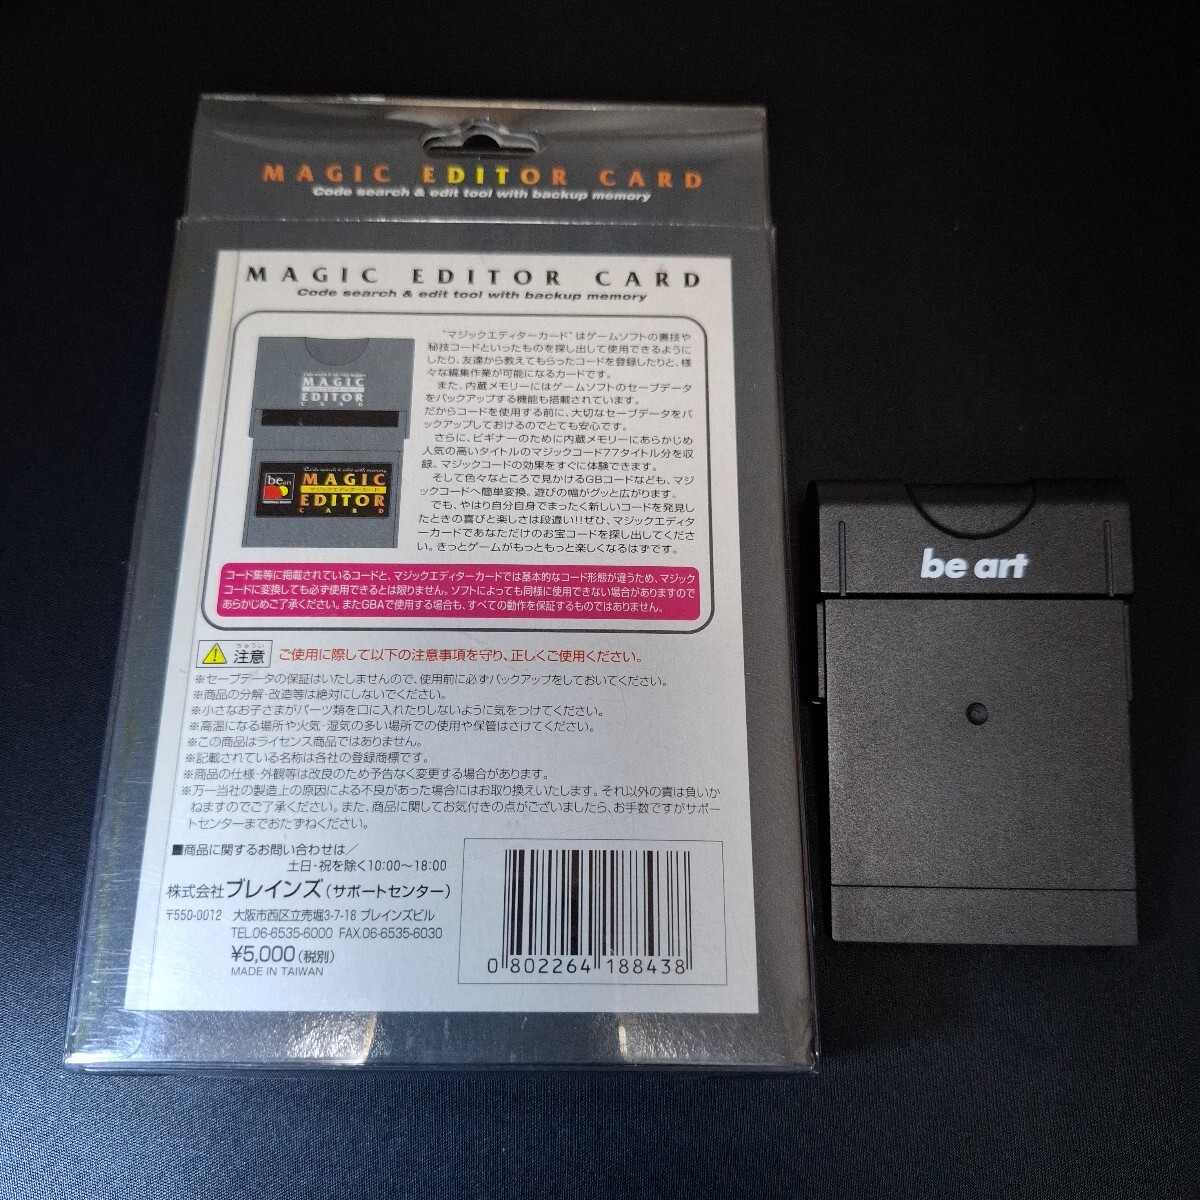 MAGIC EDITOR CARD
Code search & edit tool with backup memory
MAGIC EDITOR CARD
Code search & edit tool with backup memory
MAGIC
EDITOR
CARD
Code search & edit with memory
be art
MAGIC
マジックエディターカード
EDITOR
CARD
"マジックエディターカード"はゲームソフトの裏技や
秘技コードといったものを探し出して使用できるように
したり、友達から教えてもらったコードを登録したりと、様
々な編集作業が可能になるカードです。
また、内蔵メモリーにはゲームソフトのセーブデータ
をバックアップする機能も搭載されています。
だからコードを使用する前に、大切なセーブデータをバ
ックアップしておけるのでとても安心です。
さらに、ビギナーのために内蔵メモリーにあらかじめ
人気の高いタイトルのマジックコード77タイトル分を収
録。マジックコードの効果をすぐに体験できます。
そして色々なところで見かけるGBコードなども、マジ
ックコードへ簡単変換。遊びの幅がグッと広がります。
でも、やはり自分自身でまったく新しいコードを発見し
たときの喜びと楽しさは段違い!!ぜひ、マジックエディタ
ーカードであなただけのお宝コードを探し出してくださ
い。きっとゲームがもっともっと楽しくなるはずです。
コード集等に掲載されているコードと、マジックエディターカードでは基本的なコード形態が違うため、マジック
コードに変換しても必ず使用できるとは限りません。ソフトによっても同様に使用できない場合がありますので
あらかじめご了承ください。またGBAで使用する場合も、すべての動作を保証するものではありません。
ちゅうい
注意 ご使用に際して以下の注意事項を守り、正しくご使用ください。
※セーブデータの保証はいたしませんので、使用前に必ずバックアップをしておいてください。
※商品の分解・改造等は絶対にしないでください。
※小さなお子さまがパーツ類を口に入れたりしないように気をつけてください。
※高温になる場所や火気・湿気の多い場所での使用や保管はさけてください。
※この商品はライセンス商品ではありません。
※記載されている名称は各社の登録商標です。
※商品の仕様・外観等は改良のため予告なく変更する場合があります。
※万一当社の製造上の原因による不良があった場合にはお取り換えいたします。それ以外の責は負いか
ねますのでご了承ください。また、商品に関してお気付きの点がございましたら、お手数ですがサポー
トセンターまでおたずねください。
■商品に関するお問い合わせは／
土日・祝を除く10:00〜18:00
株式会社 ブレインズ（サポートセンター）
〒550-0012 大阪市西区立売堀3-7-18 ブレインズビル
TEL.06-6535-6000 FAX.06-6535-6030
¥5,000（税別）
MADE IN TAIWAN
0 802264 188438
be art